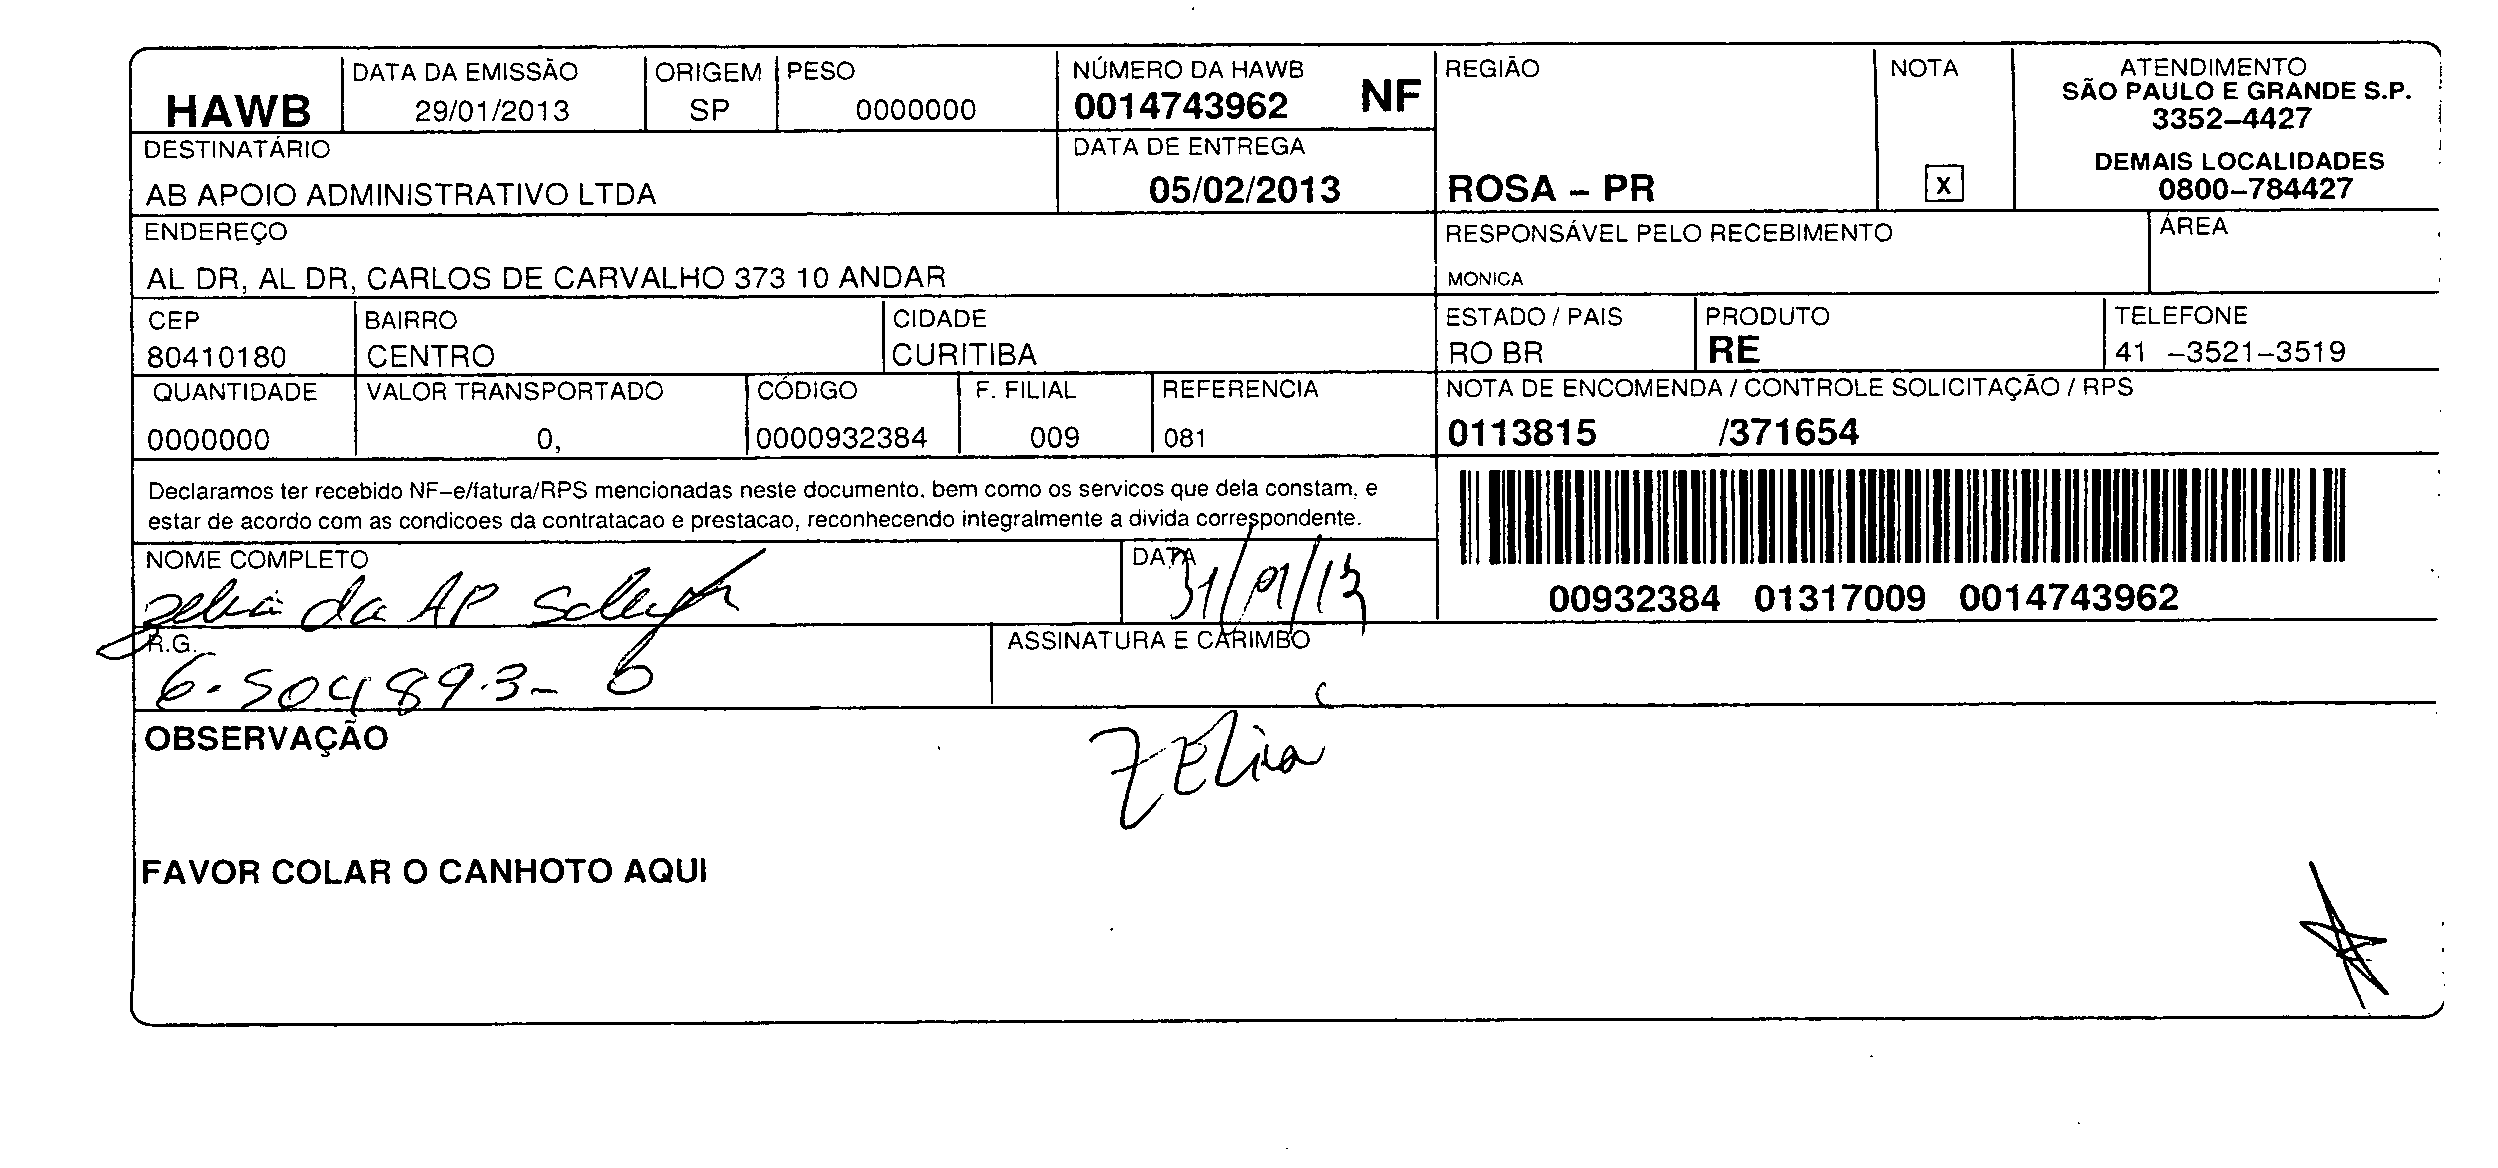 HAWB
DATA DA EMISSÃO
29/01/2013
ORIGEM
SP
PESO
0000000
NÚMERO DA HAWB
0014743962 NF
REGIÃO
ROSA – PR
NOTA
X
ATENDIMENTO
SÃO PAULO E GRANDE S.P.
3352–4427
DEMAIS LOCALIDADES
0800–784427
DESTINATÁRIO
AB APOIO ADMINISTRATIVO LTDA
DATA DE ENTREGA
05/02/2013
ENDEREÇO
AL DR, AL DR, CARLOS DE CARVALHO 373 10 ANDAR
RESPONSÁVEL PELO RECEBIMENTO
MONICA
ÁREA
CEP
80410180
BAIRRO
CENTRO
CIDADE
CURITIBA
ESTADO / PAIS
RO BR
PRODUTO
RE
TELEFONE
41 –3521–3519
QUANTIDADE
0000000
VALOR TRANSPORTADO
0,
CÓDIGO
0000932384
F. FILIAL
009
REFERENCIA
081
NOTA DE ENCOMENDA / CONTROLE SOLICITAÇÃO / RPS
0113815 /371654
Declaramos ter recebido NF–e/fatura/RPS mencionadas neste documento, bem como os servicos que dela constam, e
estar de acordo com as condicoes da contratacao e prestacao, reconhecendo integralmente a divida correspondente.
00932384 01317009 0014743962
NOME COMPLETO
da AP
DATA
31/01/13
R.G.
6.504893-6
ASSINATURA E CARIMBO
ZELia
OBSERVAÇÃO
FAVOR COLAR O CANHOTO AQUI